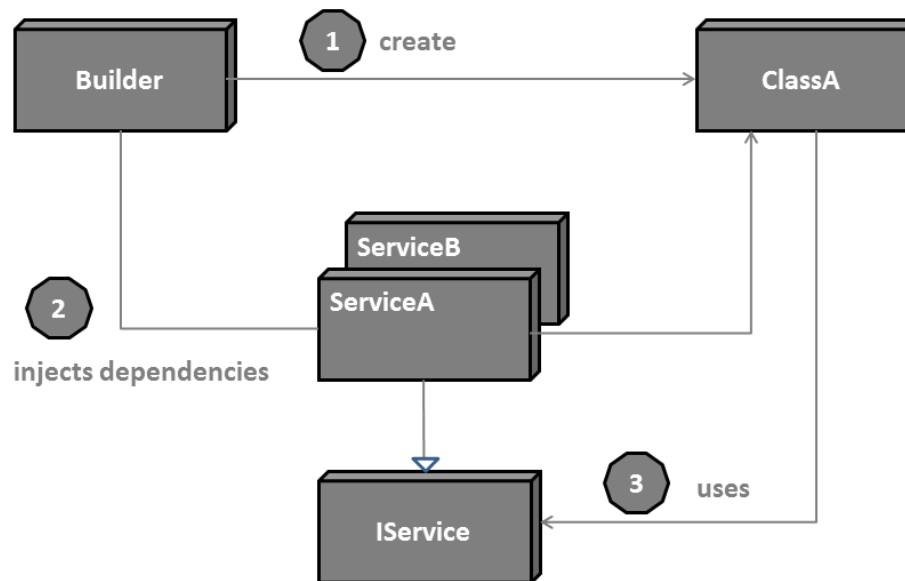 1 create
Builder
ClassA
ServiceB
ServiceA
2
injects dependencies
3 uses
IService